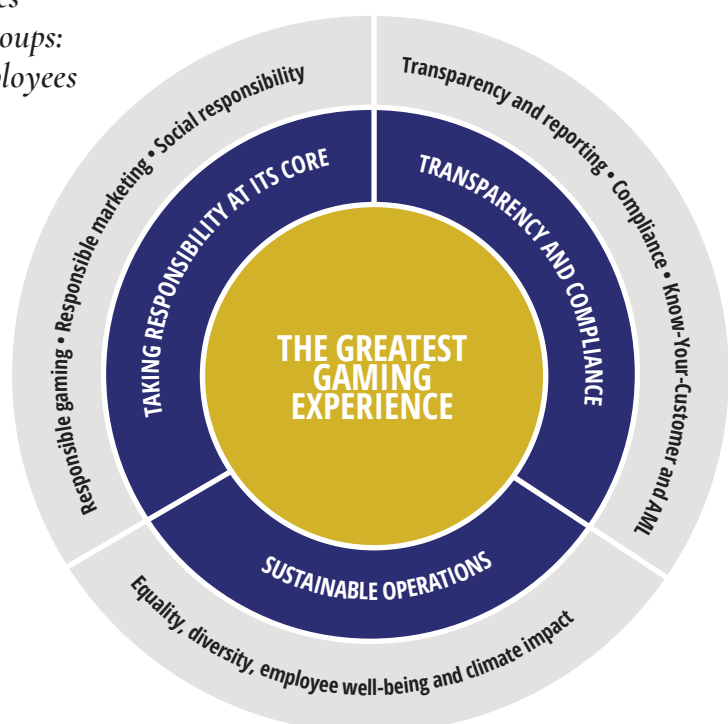 oups:
ployees
THE GREATEST
GAMING
EXPERIENCE
TAKING RESPONSIBILITY AT ITS CORE
TRANSPARENCY AND COMPLIANCE
SUSTAINABLE OPERATIONS
Responsible gaming • Responsible marketing • Social responsibility
Transparency and reporting • Compliance • Know-Your-Customer and AML
Equality, diversity, employee well-being and climate impact